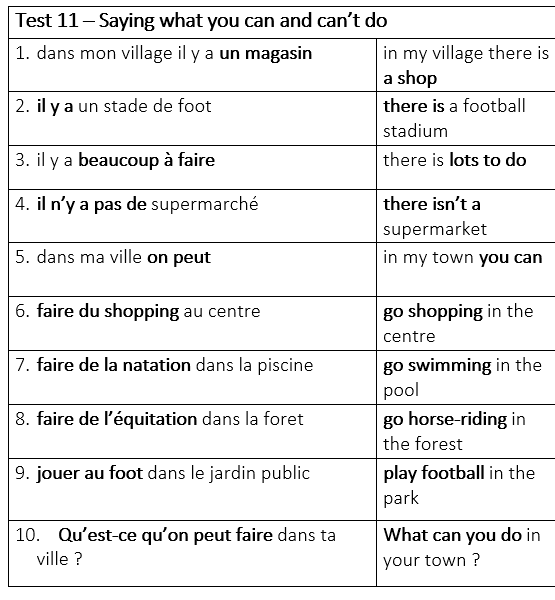 Test 11 – Saying what you can and can't do
1. dans mon village il y a un magasin
in my village there is
a shop
2. il y a un stade de foot
there is a football
stadium
3. il y a beaucoup à faire
there is lots to do
4. il n'y a pas de supermarché
there isn't a
supermarket
5. dans ma ville on peut
in my town you can
6. faire du shopping au centre
go shopping in the
centre
7. faire de la natation dans la piscine
go swimming in the
pool
8. faire de l'équitation dans la foret
go horse-riding in
the forest
9. jouer au foot dans le jardin public
play football in the
park
10. Qu'est-ce qu'on peut faire dans ta
ville ?
What can you do in
your town ?